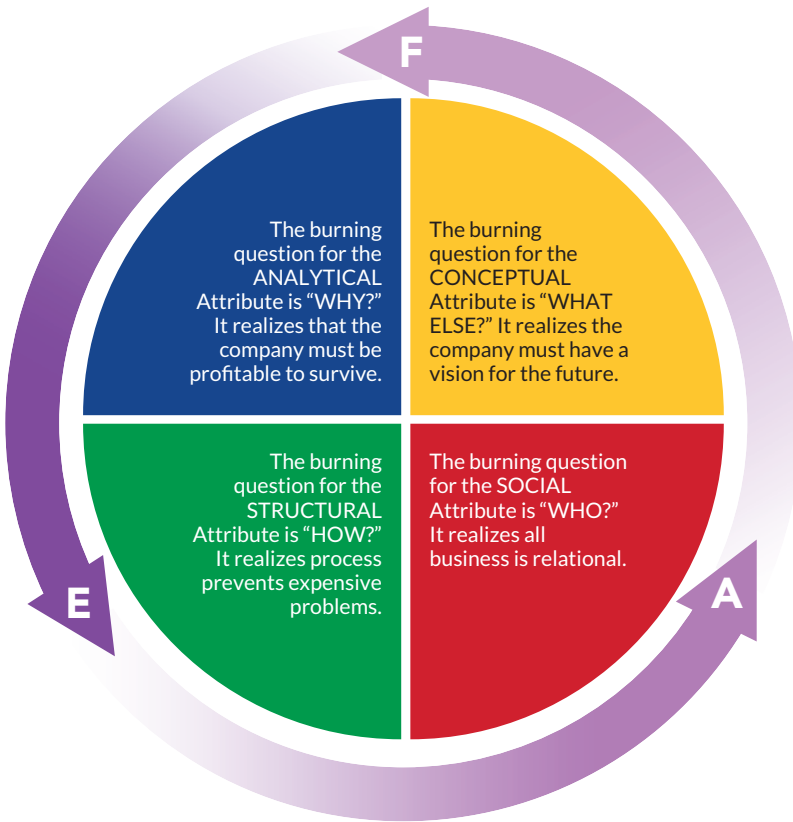 F
The burning
question for the
ANALYTICAL
Attribute is “WHY?”
It realizes that the
company must be
profitable to survive.
The burning
question for the
CONCEPTUAL
Attribute is “WHAT
ELSE?” It realizes the
company must have a
vision for the future.
The burning
question for the
STRUCTURAL
Attribute is “HOW?”
It realizes process
prevents expensive
problems.
The burning question
for the SOCIAL
Attribute is “WHO?”
It realizes all
business is relational.
E
A